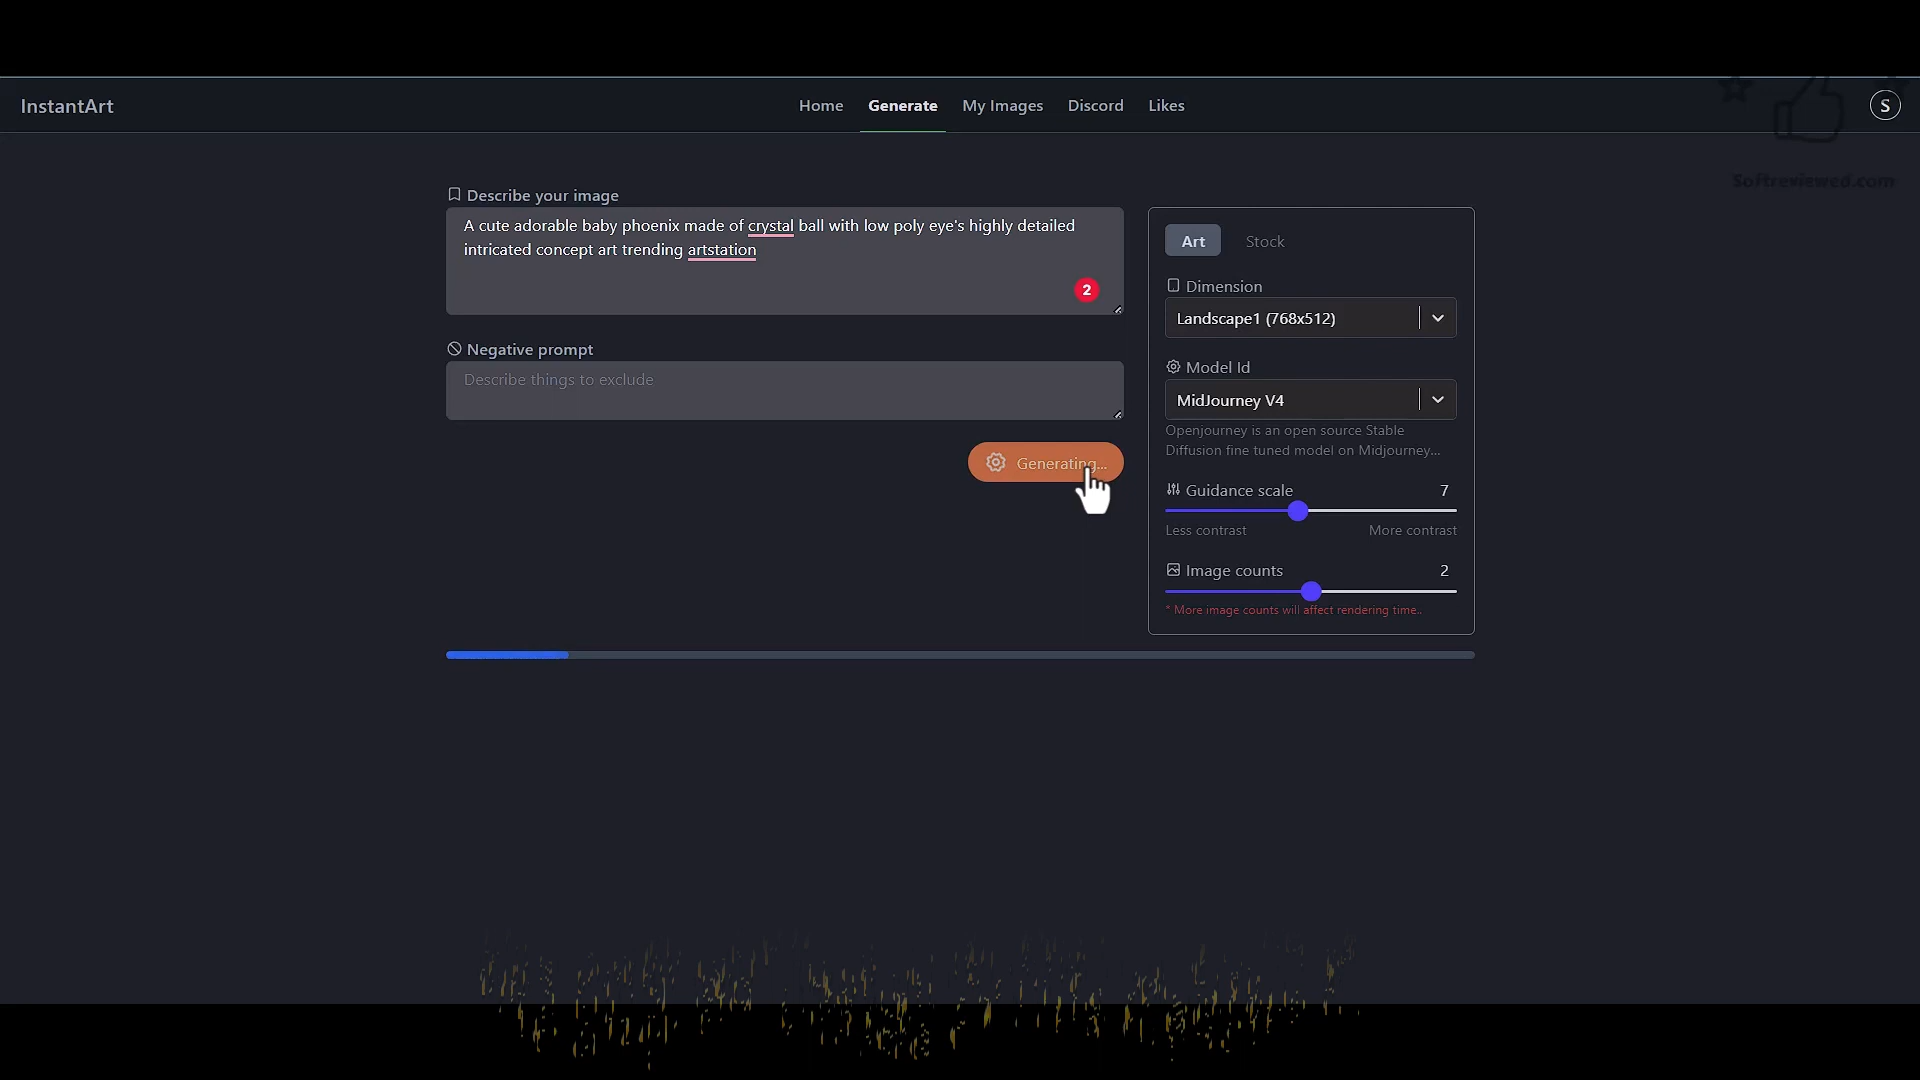 InstantArt
Home Generate My Images Discord Likes
S
Softreviewed.com
Describe your image
A cute adorable baby phoenix made of crystal ball with low poly eye's highly detailed
intricated concept art trending artstation
2
Negative prompt
Describe things to exclude
Generating...
Art Stock
Dimension
Landscape1 (768x512)
Model Id
MidJourney V4
Openjourney is an open source Stable
Diffusion fine tuned model on Midjourney...
Guidance scale 7
Less contrast More contrast
Image counts 2
* More image counts will affect rendering time..